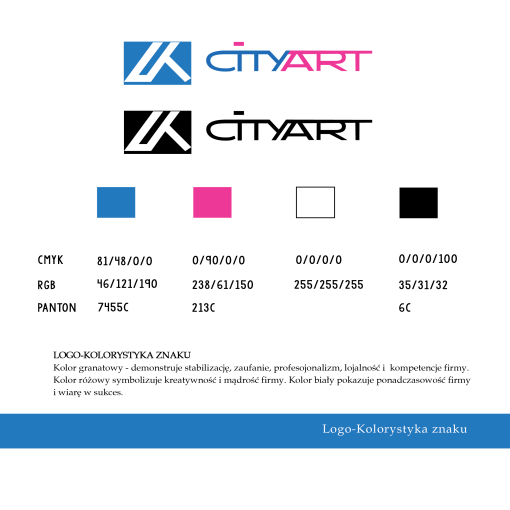 CITYART
CITYART
CMYK 81/48/0/0 0/90/0/0 0/0/0/0 0/0/0/100
RGB 46/121/190 238/61/150 255/255/255 35/31/32
PANTON 7455C 213C 6C
LOGO-KOLORYSTYKA ZNAKU
Kolor granatowy - demonstruje stabilizację, zaufanie, profesojonalizm, lojalność i kompetencje firmy.
Kolor różowy symbolizuje kreatywność i mądrość firmy. Kolor biały pokazuje ponadczasowość firmy
i wiarę w sukces.
Logo-Kolorystyka znaku